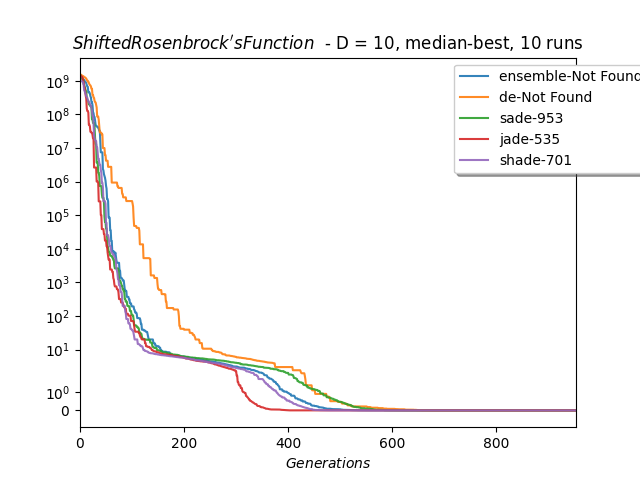 ShiftedRosenbrock'sFunction - D = 10, median-best, 10 runs
ensemble-Not Found
de-Not Found
sade-953
jade-535
shade-701
10⁹
10⁸
10⁷
10⁶
10⁵
10⁴
10³
10²
10¹
10⁰
0
0 200 400 600 800
Generations